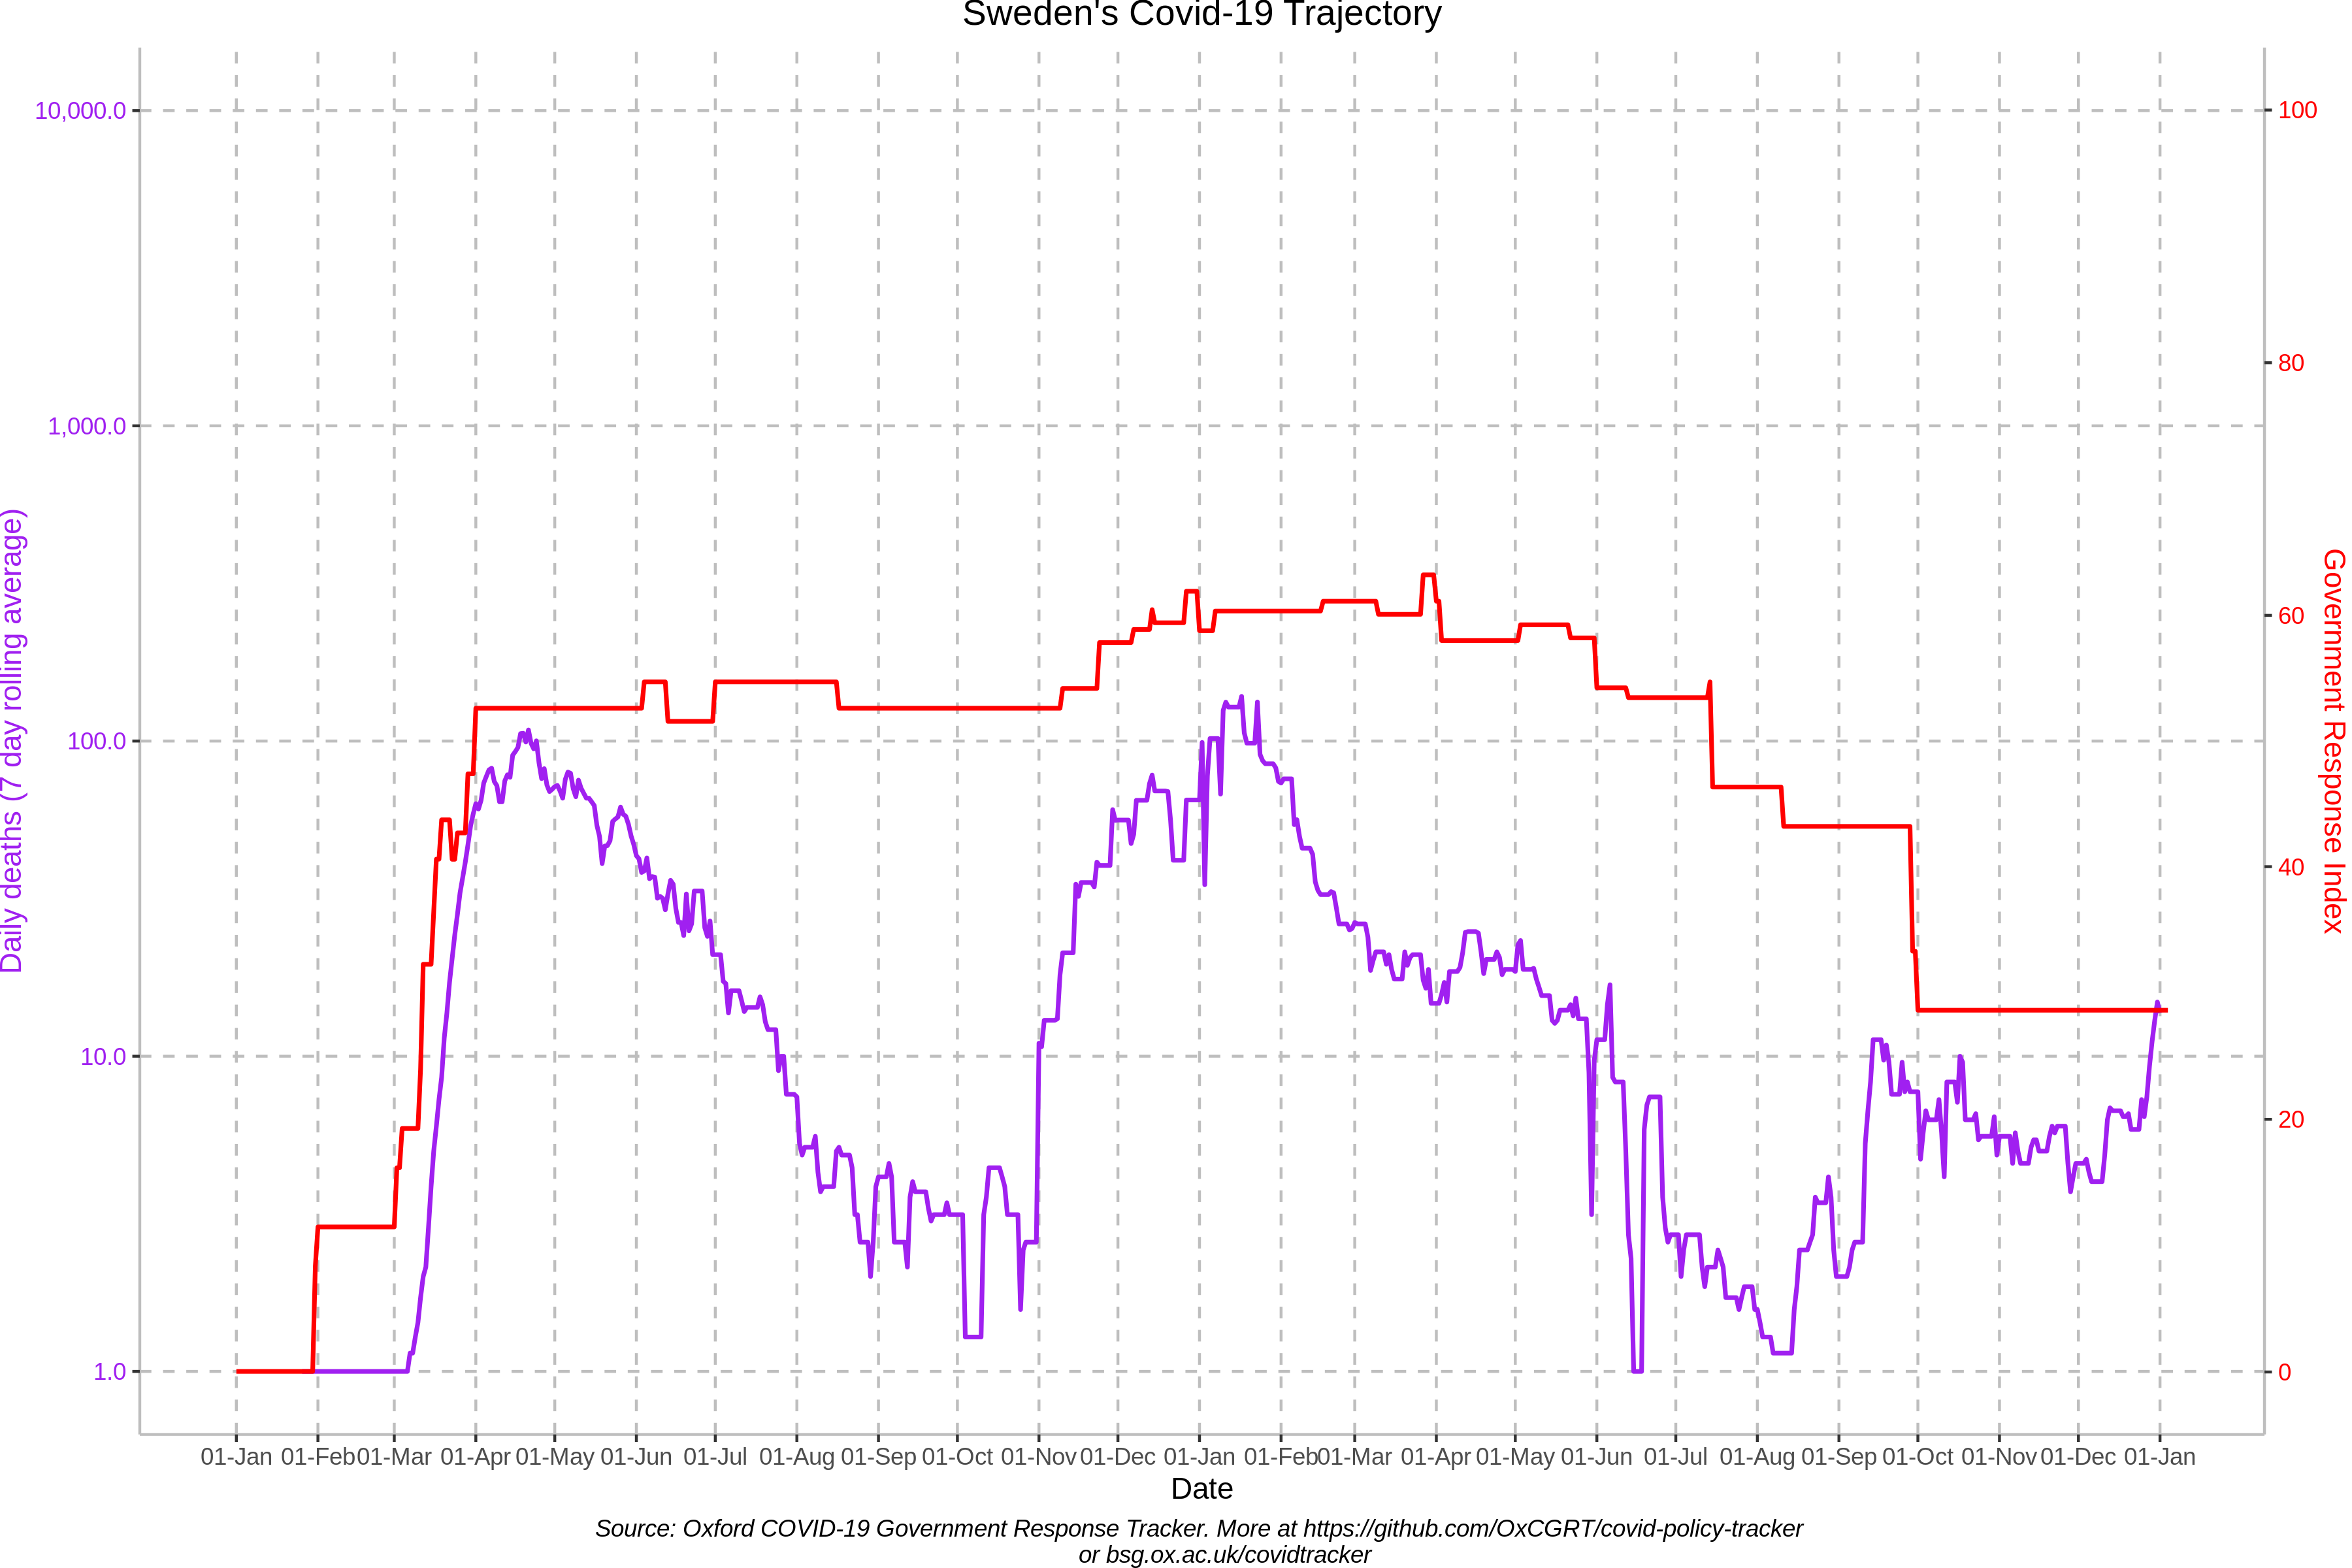 Sweden's Covid-19 Trajectory
10,000.0
1,000.0
100.0
10.0
1.0
Daily deaths (7 day rolling average)
100
80
60
40
20
0
Government Response Index
01-Jan 01-Feb 01-Mar 01-Apr 01-May 01-Jun 01-Jul 01-Aug 01-Sep 01-Oct 01-Nov 01-Dec 01-Jan 01-Feb 01-Mar 01-Apr 01-May 01-Jun 01-Jul 01-Aug 01-Sep 01-Oct 01-Nov 01-Dec 01-Jan
Date
Source: Oxford COVID-19 Government Response Tracker. More at https://github.com/OxCGRT/covid-policy-tracker
or bsg.ox.ac.uk/covidtracker